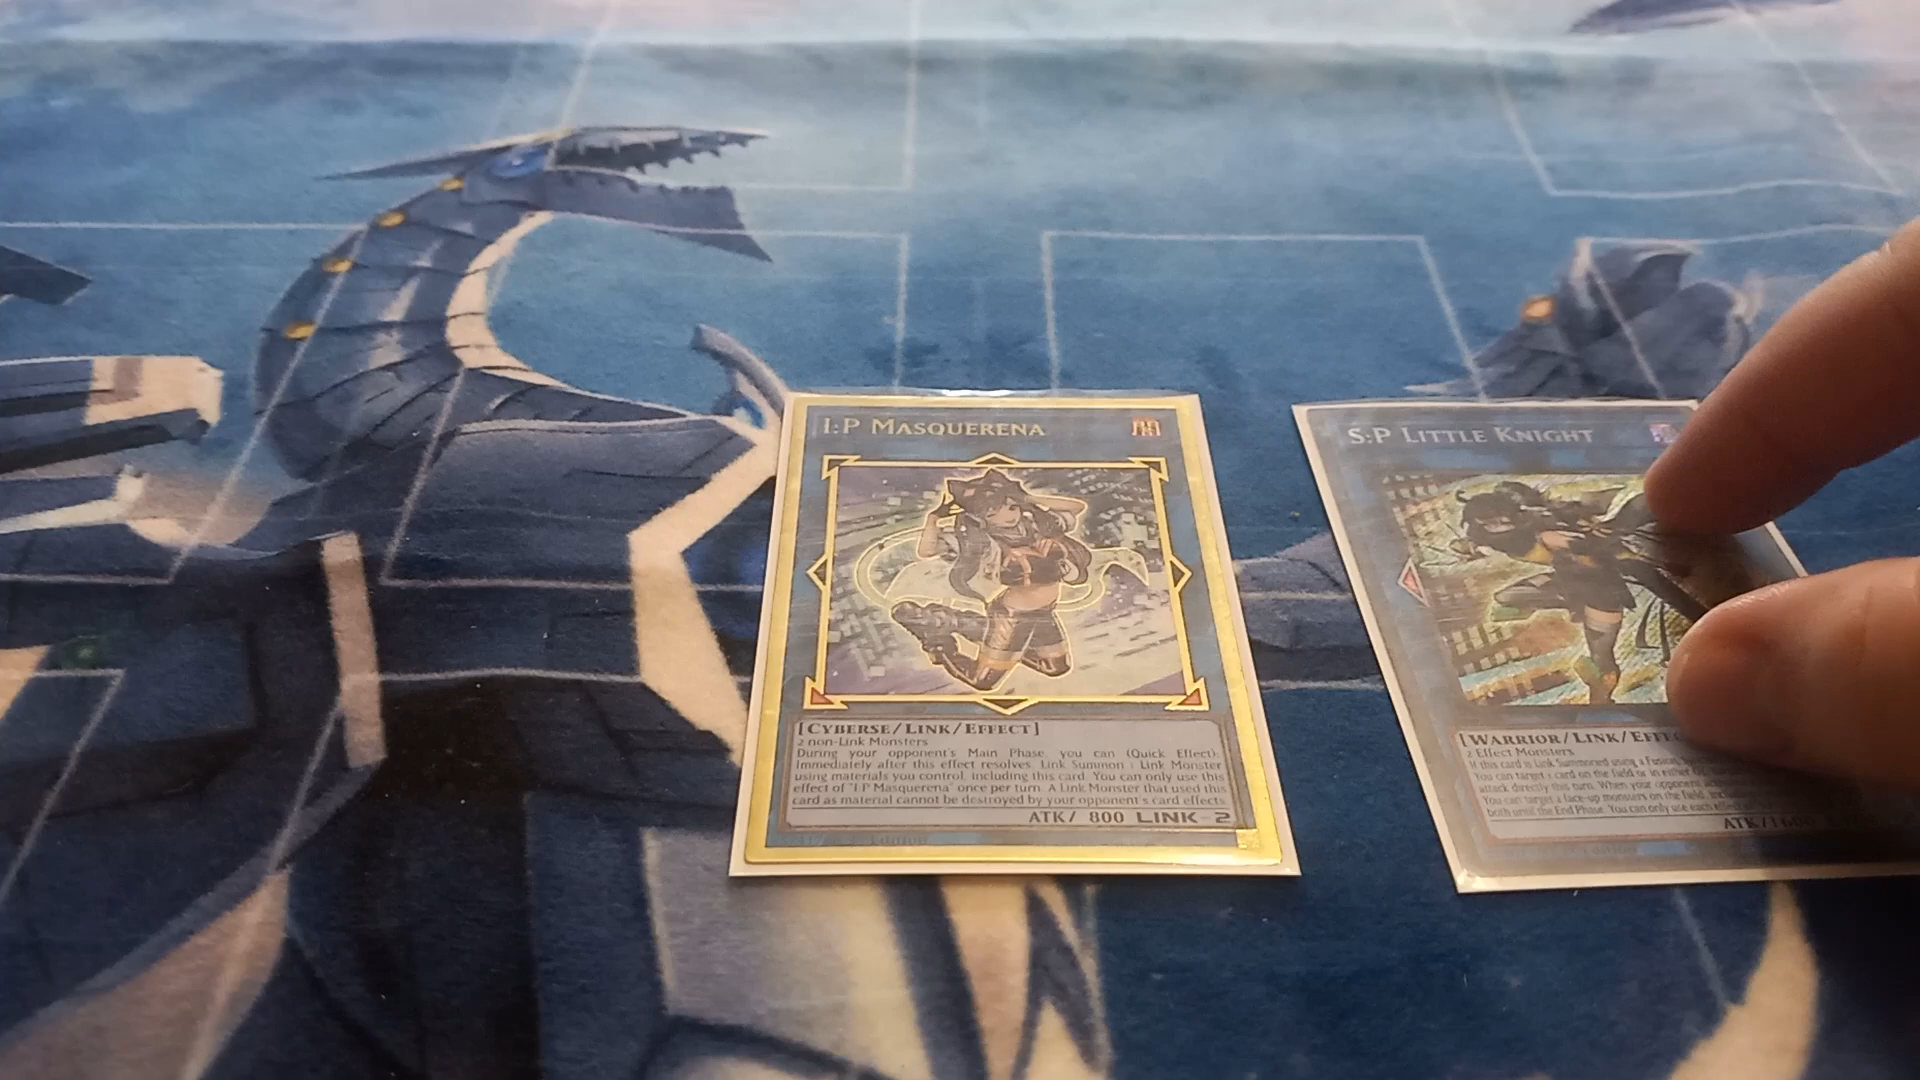 I:P MASQUERENA
[CYBERSE/LINK/EFFECT]
2 non-Link Monsters
During your opponent's Main Phase, you can (Quick Effect):
Immediately after this effect resolves, Link Summon 1 Link Monster
using materials you control, including this card. You can only use this
effect of "I:P Masquerena" once per turn. A Link Monster that used this
card as material cannot be destroyed by your opponent's card effects.
ATK/ 800 LINK-2
S:P LITTLE KNIGHT
[WARRIOR/LINK/EFFEC
2 Effect Monsters
If this card is Link Summoned using a Fusion,
You can target 1 card on the field or in either
attack directly this turn. When your opponent
You can target 2 face-up monsters on the field,
both until the End Phase. You can only use each effect
ATK/1600